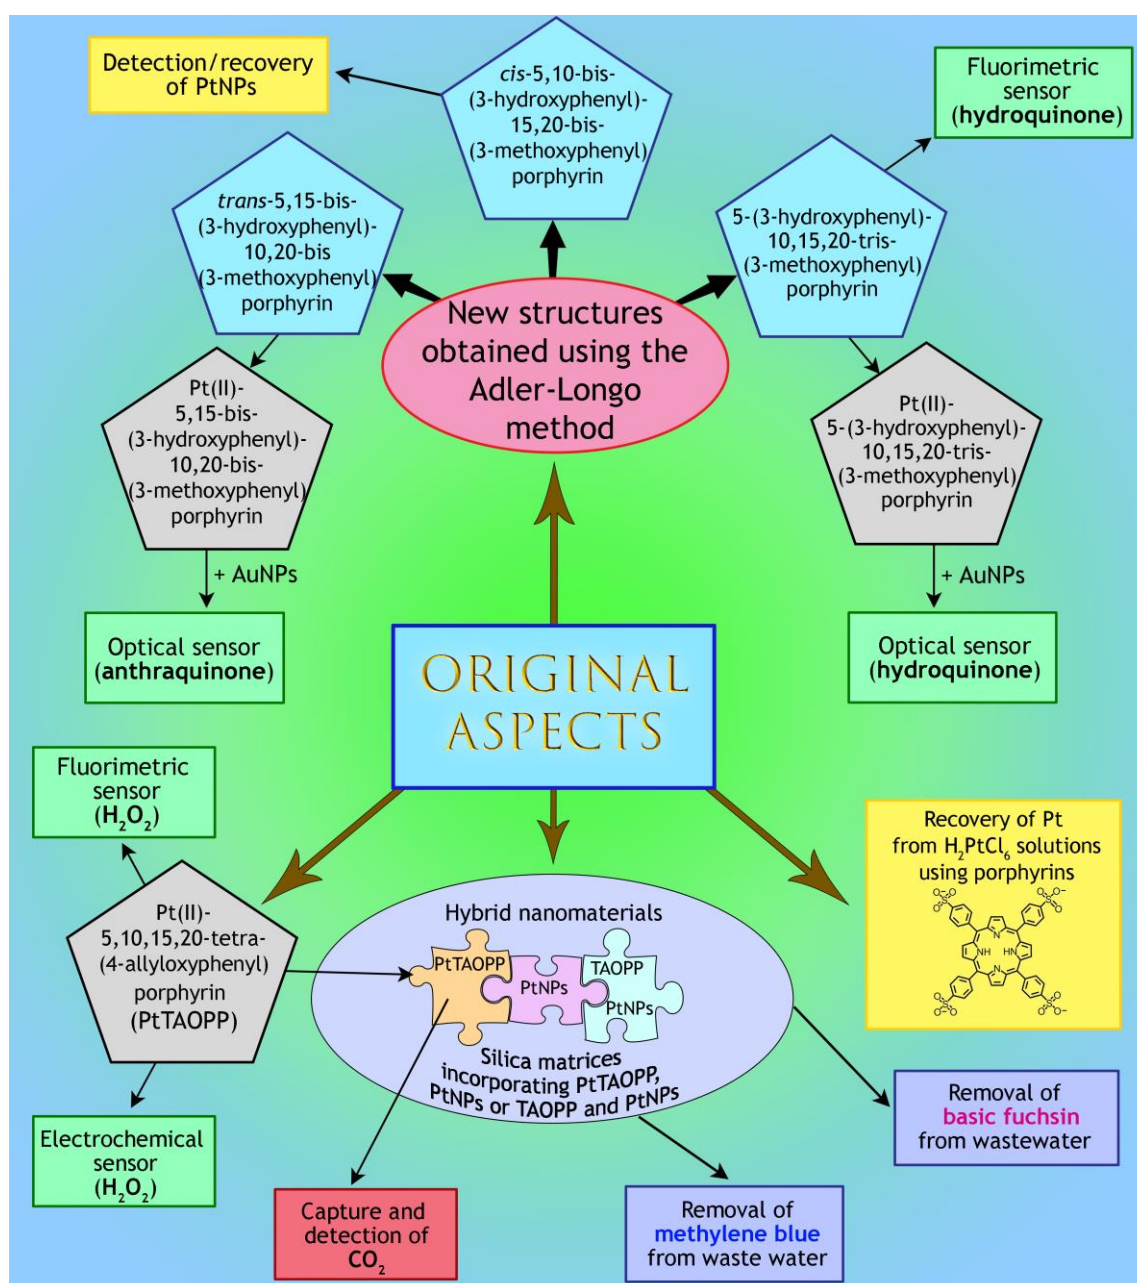 Detection/recovery
of PtNPs
cis-5,10-bis-
(3-hydroxyphenyl)-
15,20-bis-
(3-methoxyphenyl)
porphyrin
Fluorimetric
sensor
(hydroquinone)
trans-5,15-bis-
(3-hydroxyphenyl)-
10,20-bis
(3-methoxyphenyl)
porphyrin
5-(3-hydroxyphenyl)-
10,15,20-tris-
(3-methoxyphenyl)
porphyrin
New structures
obtained using the
Adler-Longo
method
Pt(II)-
5,15-bis-
(3-hydroxyphenyl)-
10,20-bis-
(3-methoxyphenyl)
porphyrin
Pt(II)-
5-(3-hydroxyphenyl)-
10,15,20-tris-
(3-methoxyphenyl)
porphyrin
+ AuNPs
+ AuNPs
Optical sensor
(anthraquinone)
Optical sensor
(hydroquinone)
ORIGINAL
ASPECTS
Fluorimetric
sensor
(H₂O₂)
Pt(II)-
5,10,15,20-tetra-
(4-allyloxyphenyl)
porphyrin
(PtTAOPP)
Electrochemical
sensor
(H₂O₂)
Hybrid nanomaterials
PtTAOPP
PtNPs
TAOPP
PtNPs
Silica matrices
incorporating PtTAOPP,
PtNPs or TAOPP and PtNPs
Recovery of Pt
from H₂PtCl₆ solutions
using porphyrins
O⁻ O S O
O S O⁻ O
N
NH HN
N
O S O O⁻
O S O O⁻
Removal of
basic fuchsin
from wastewater
Capture and
detection of
CO₂
Removal of
methylene blue
from waste water